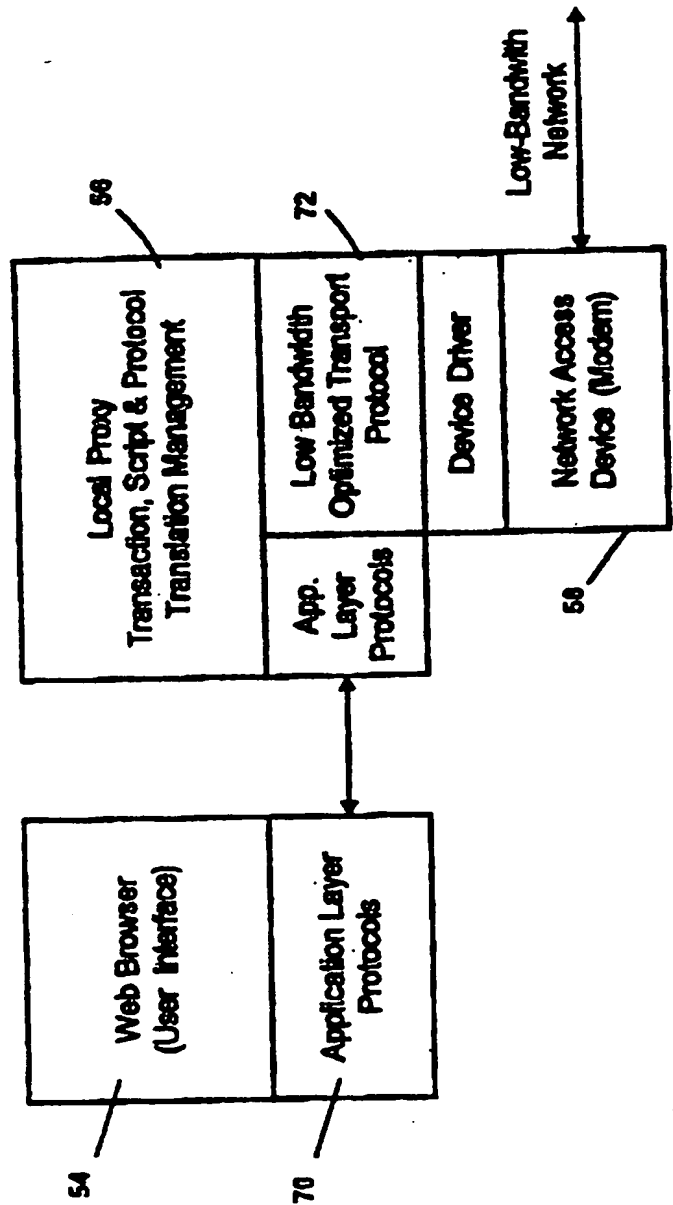 54
Web Browser
(User Interface)
70
Application Layer
Protocols
56
Local Proxy
Transaction, Script & Protocol
Translation Management
App.
Layer
Protocols
72
Low Bandwidth
Optimized Transport
Protocol
Device Driver
Network Access
Device (Modem)
58
Low-Bandwith
Network